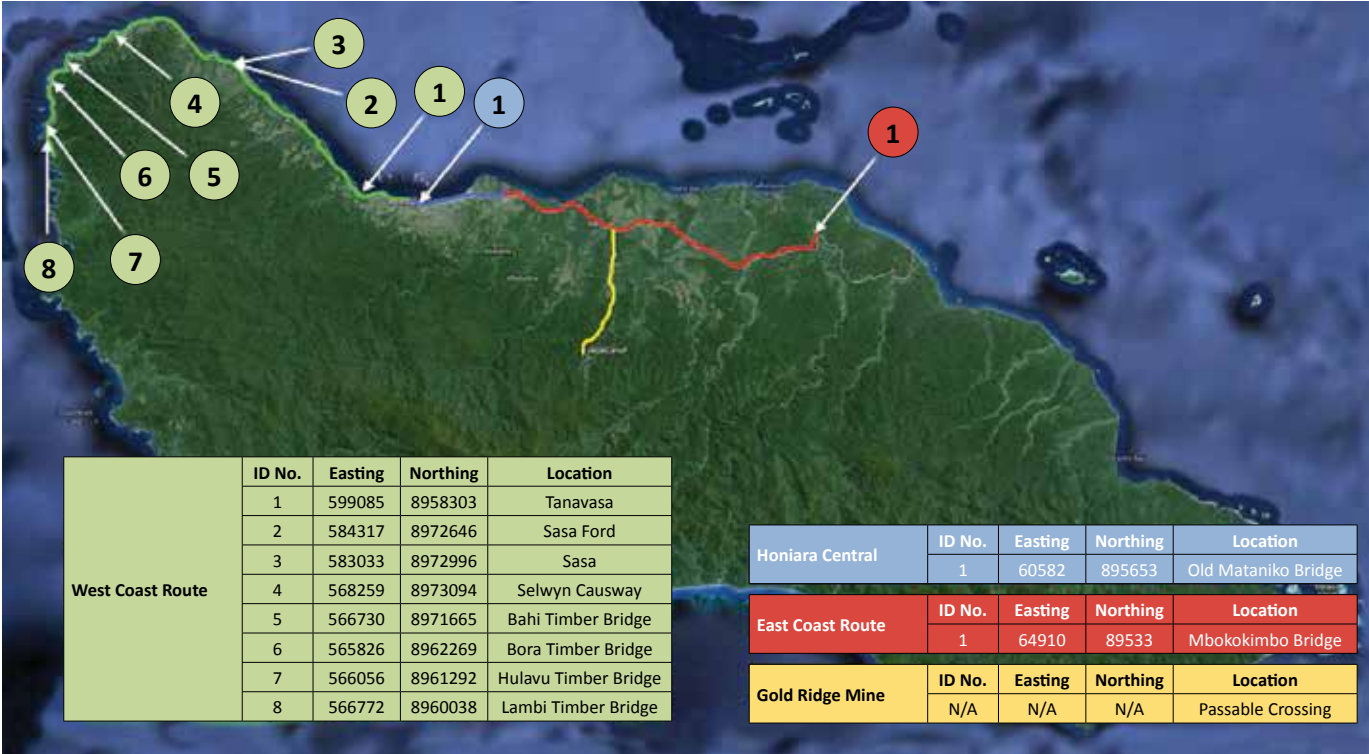 3
4
2
1
1
1
6
5
8
7
West Coast Route
ID No. Easting Northing Location
1 599085 8958303 Tanavasa
2 584317 8972646 Sasa Ford
3 583033 8972996 Sasa
4 568259 8973094 Selwyn Causway
5 566730 8971665 Bahi Timber Bridge
6 565826 8962269 Bora Timber Bridge
7 566056 8961292 Hulavu Timber Bridge
8 566772 8960038 Lambi Timber Bridge
Honiara Central
ID No. Easting Northing Location
1 60582 895653 Old Mataniko Bridge
East Coast Route
ID No. Easting Northing Location
1 64910 89533 Mbokokimbo Bridge
Gold Ridge Mine
ID No. Easting Northing Location
N/A N/A N/A Passable Crossing